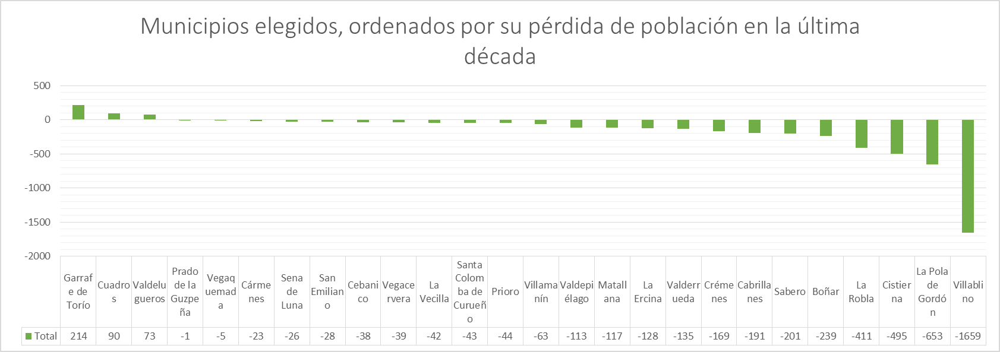 Municipios elegidos, ordenados por su pérdida de población en la última
década
500
0
-500
-1000
-1500
-2000
Garraf
e de
Torío
Cuadro
s
Valdelu
gueros
Prado
de la
Guzpe
ña
Vegaq
uemad
a
Cárme
nes
Sena
de
Luna
San
Emilian
o
Cebani
co
Vegace
rvera
La
Vecilla
Santa
Colom
ba de
Curueñ
o
Prioro
Villama
nín
Valdepi
élago
Matall
ana
La
Ercina
Valderr
ueda
Créme
nes
Cabrilla
nes
Sabero
Boñar
La
Robla
Cistier
na
La Pola
de
Gordó
n
Villabli
no
Total 214 90 73 -1 -5 -23 -26 -28 -38 -39 -42 -43 -44 -63 -113 -117 -128 -135 -169 -191 -201 -239 -411 -495 -653 -1659